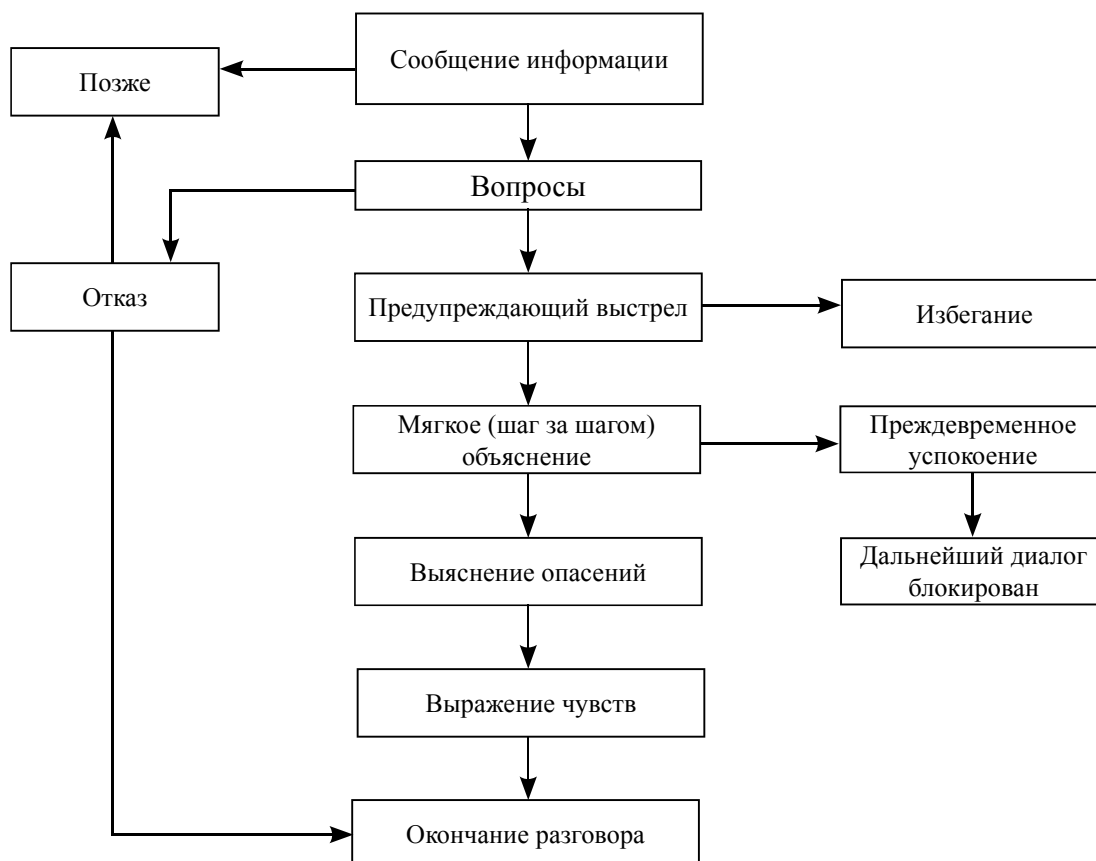 Сообщение информации
Позже
Вопросы
Отказ
Предупреждающий выстрел
Избегание
Мягкое (шаг за шагом)
объяснение
Преждевременное
успокоение
Выяснение опасений
Дальнейший диалог
блокирован
Выражение чувств
Окончание разговора